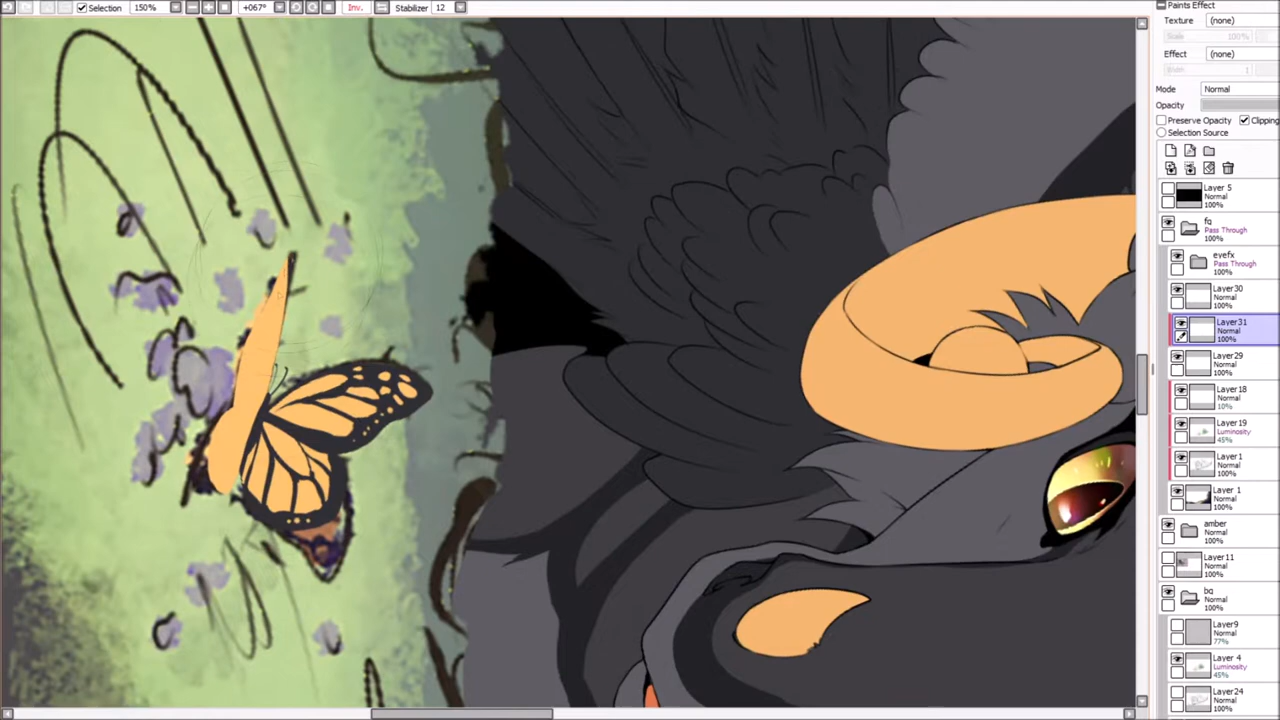 Selection
150%
+067°
Inv.
Stabilizer 12
Paints Effect
Texture (none)
Scale 100%
Effect (none)
1
Mode Normal
Opacity
Preserve Opacity
Clipping
Selection Source
Layer 5
Normal
100%
fg
Pass Through
100%
eyefx
Pass Through
100%
Layer30
Normal
100%
Layer31
Normal
100%
Layer29
Normal
100%
Layer18
Normal
10%
Layer19
Luminosity
45%
Layer1
Normal
100%
Layer 1
Normal
100%
amber
Normal
100%
Layer11
Normal
100%
bg
Normal
100%
Layer9
Normal
77%
Layer 4
Luminosity
45%
Layer24
Normal
100%